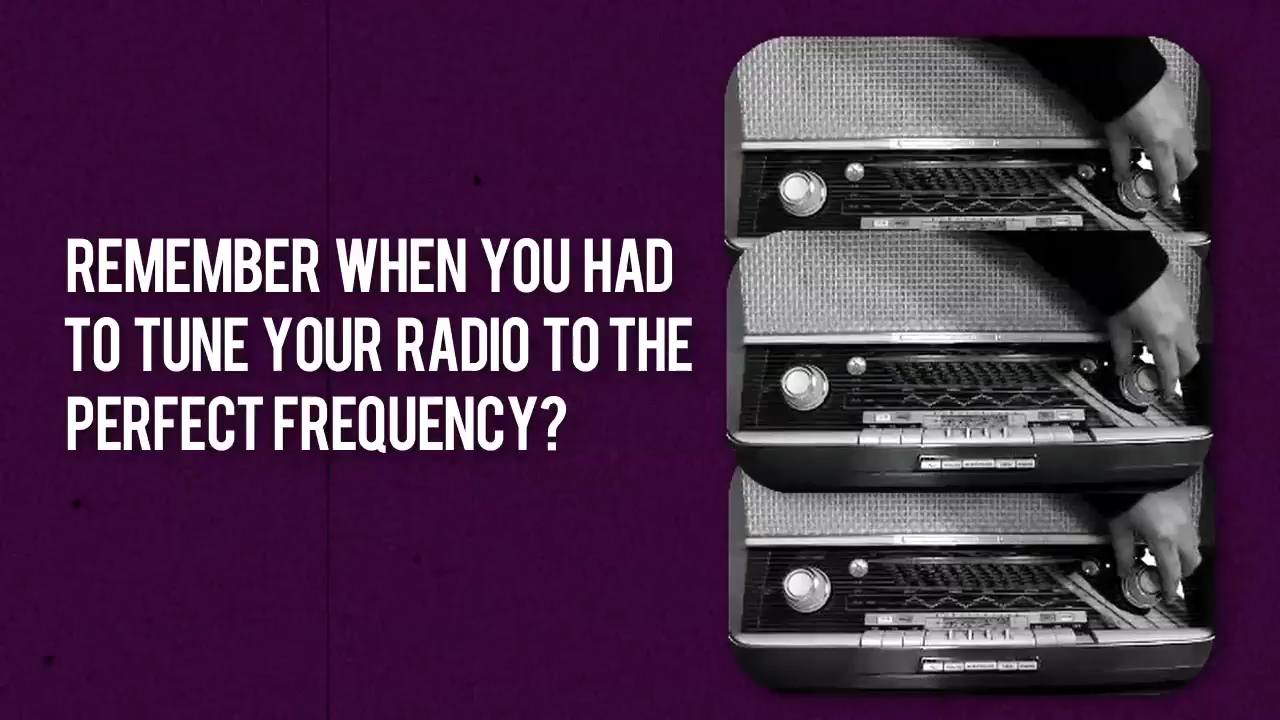 REMEMBER WHEN YOU HAD
TO TUNE YOUR RADIO TO THE
PERFECT FREQUENCY?